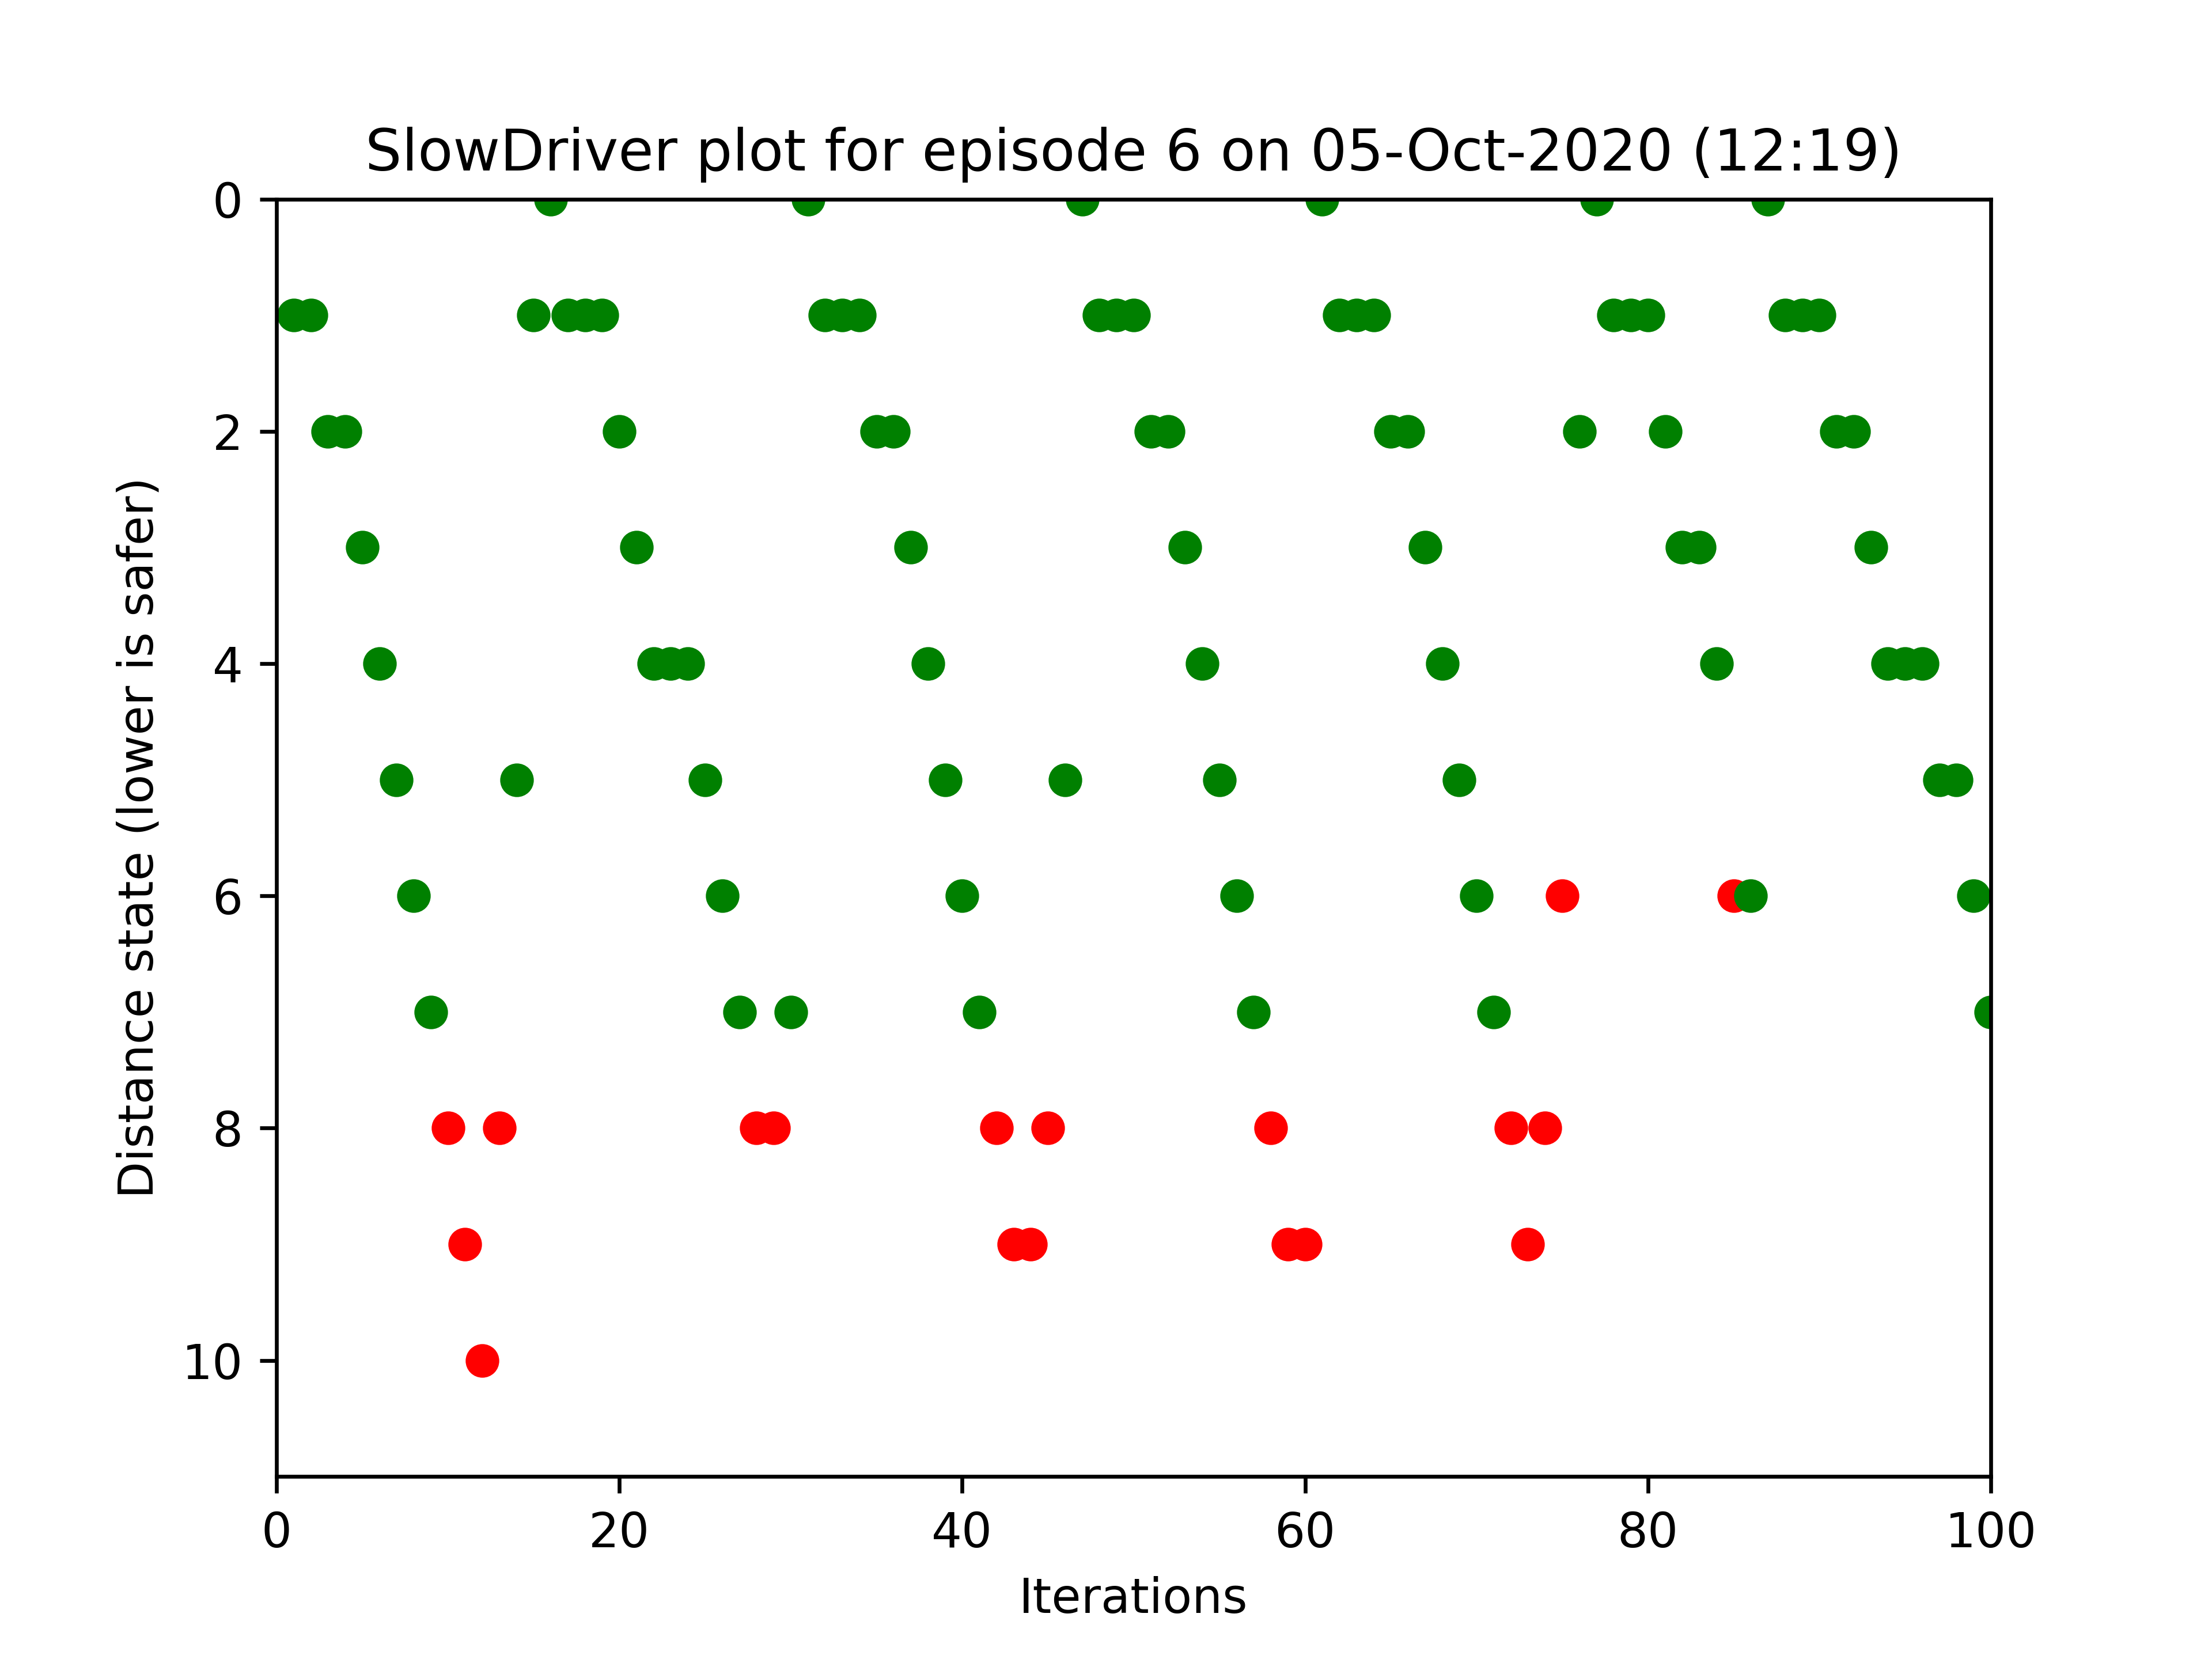 SlowDriver plot for episode 6 on 05-Oct-2020 (12:19)
0
2
4
6
8
10
Distance state (lower is safer)
0 20 40 60 80 100
Iterations